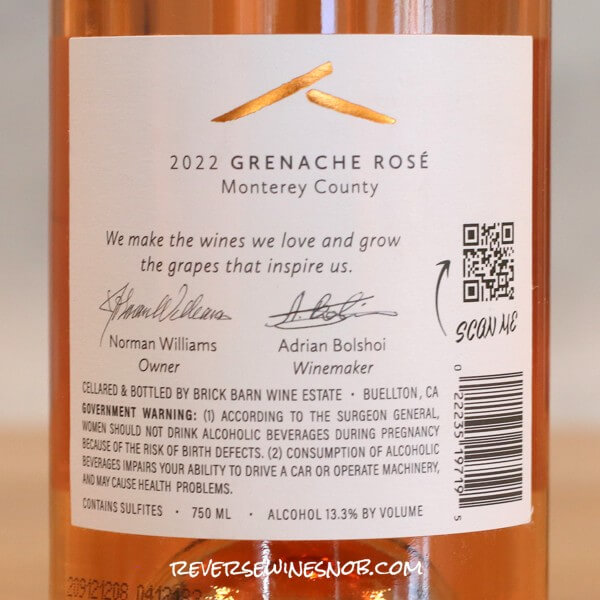 2022 GRENACHE ROSÉ
Monterey County
We make the wines we love and grow
the grapes that inspire us.
SCAN ME
Norman Williams
Owner
Adrian Bolshoi
Winemaker
CELLARED & BOTTLED BY BRICK BARN WINE ESTATE • BUELLTON, CA
GOVERNMENT WARNING: (1) ACCORDING TO THE SURGEON GENERAL,
WOMEN SHOULD NOT DRINK ALCOHOLIC BEVERAGES DURING PREGNANCY
BECAUSE OF THE RISK OF BIRTH DEFECTS. (2) CONSUMPTION OF ALCOHOLIC
BEVERAGES IMPAIRS YOUR ABILITY TO DRIVE A CAR OR OPERATE MACHINERY,
AND MAY CAUSE HEALTH PROBLEMS.
CONTAINS SULFITES • 750 ML • ALCOHOL 13.3% BY VOLUME
0 22235 18719 5
REVERSEWINESNOB.COM